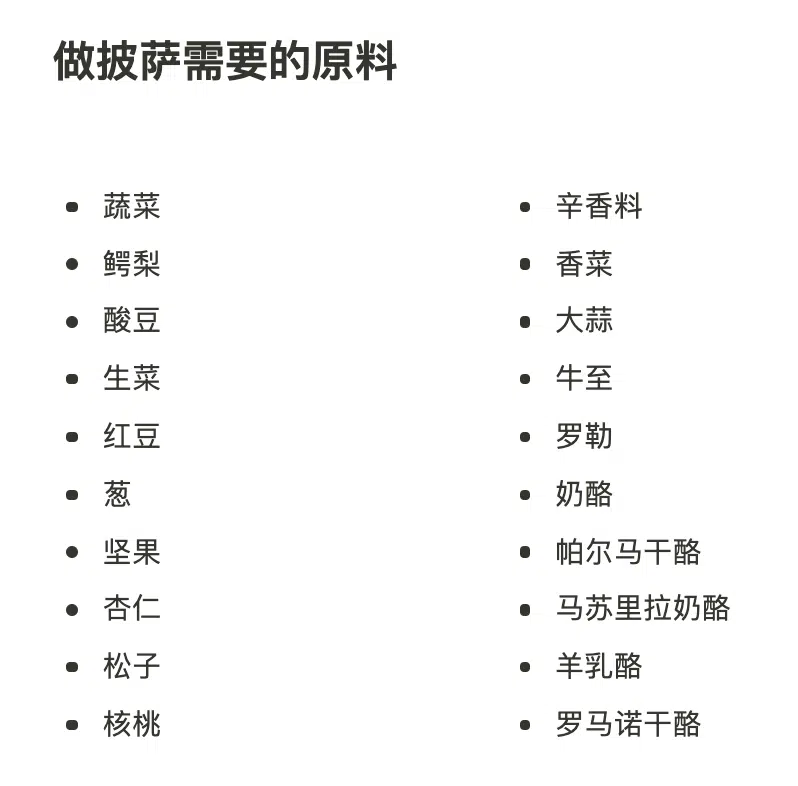 做披萨需要的原料
蔬菜
鳄梨
酸豆
生菜
红豆
葱
坚果
杏仁
松子
核桃
辛香料
香菜
大蒜
牛至
罗勒
奶酪
帕尔马干酪
马苏里拉奶酪
羊乳酪
罗马诺干酪